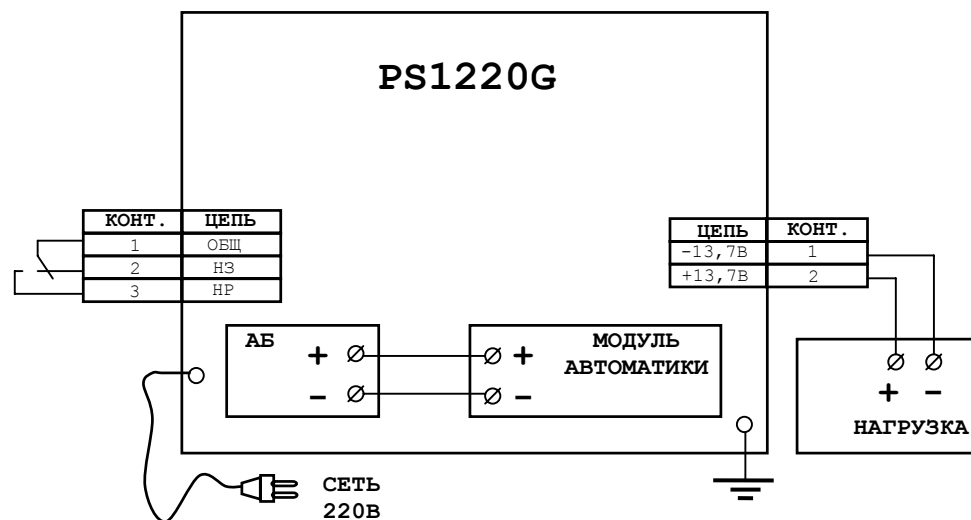 PS1220G
КОНТ. ЦЕПЬ
1 ОБЩ
2 НЗ
3 НР
ЦЕПЬ КОНТ.
-13,7В 1
+13,7В 2
АБ
+
-
МОДУЛЬ
АВТОМАТИКИ
+
-
+ -
НАГРУЗКА
СЕТЬ
220В